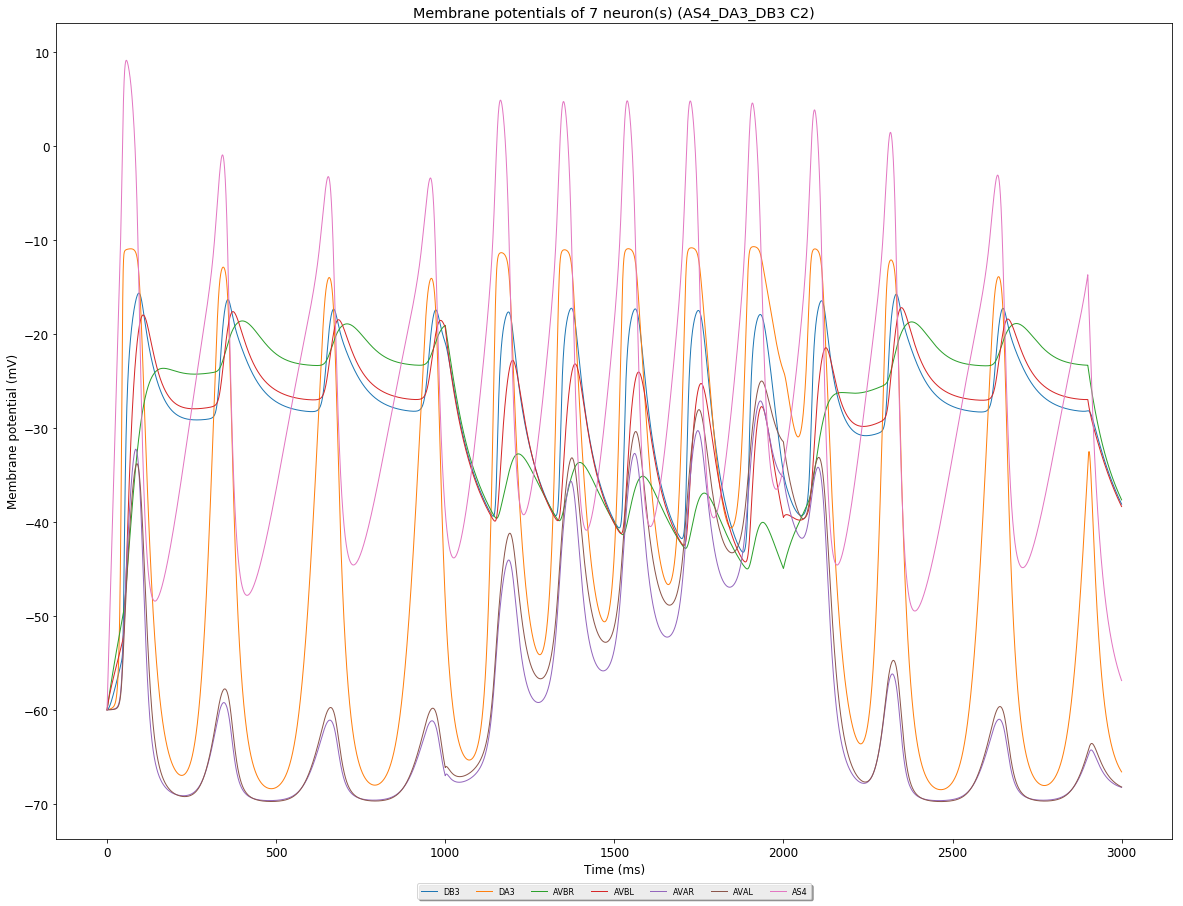 Membrane potentials of 7 neuron(s) (AS4_DA3_DB3 C2)
10
0
−10
−20
−30
−40
−50
−60
−70
Membrane potential (mV)
0 500 1000 1500 2000 2500 3000
Time (ms)
DB3 DA3 AVBR AVBL AVAR AVAL AS4